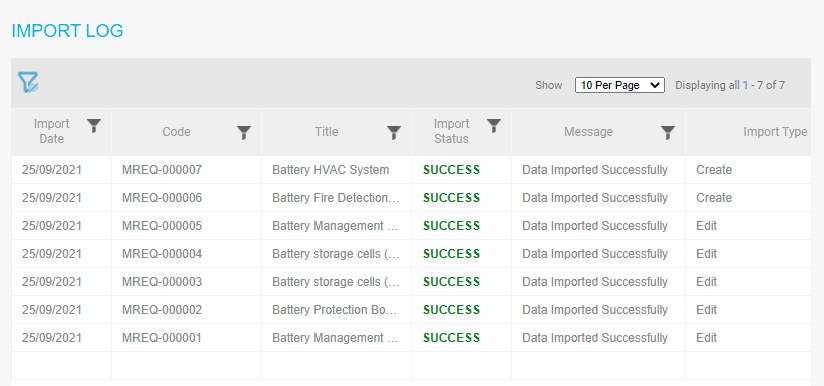 IMPORT LOG
Show 10 Per Page Displaying all 1 - 7 of 7
Import Date Code Title Import Status Message Import Type
25/09/2021 MREQ-000007 Battery HVAC System SUCCESS Data Imported Successfully Create
25/09/2021 MREQ-000006 Battery Fire Detection... SUCCESS Data Imported Successfully Create
25/09/2021 MREQ-000005 Battery Management ... SUCCESS Data Imported Successfully Edit
25/09/2021 MREQ-000004 Battery storage cells (... SUCCESS Data Imported Successfully Edit
25/09/2021 MREQ-000003 Battery storage cells (... SUCCESS Data Imported Successfully Edit
25/09/2021 MREQ-000002 Battery Protection Bo... SUCCESS Data Imported Successfully Edit
25/09/2021 MREQ-000001 Battery Management ... SUCCESS Data Imported Successfully Edit